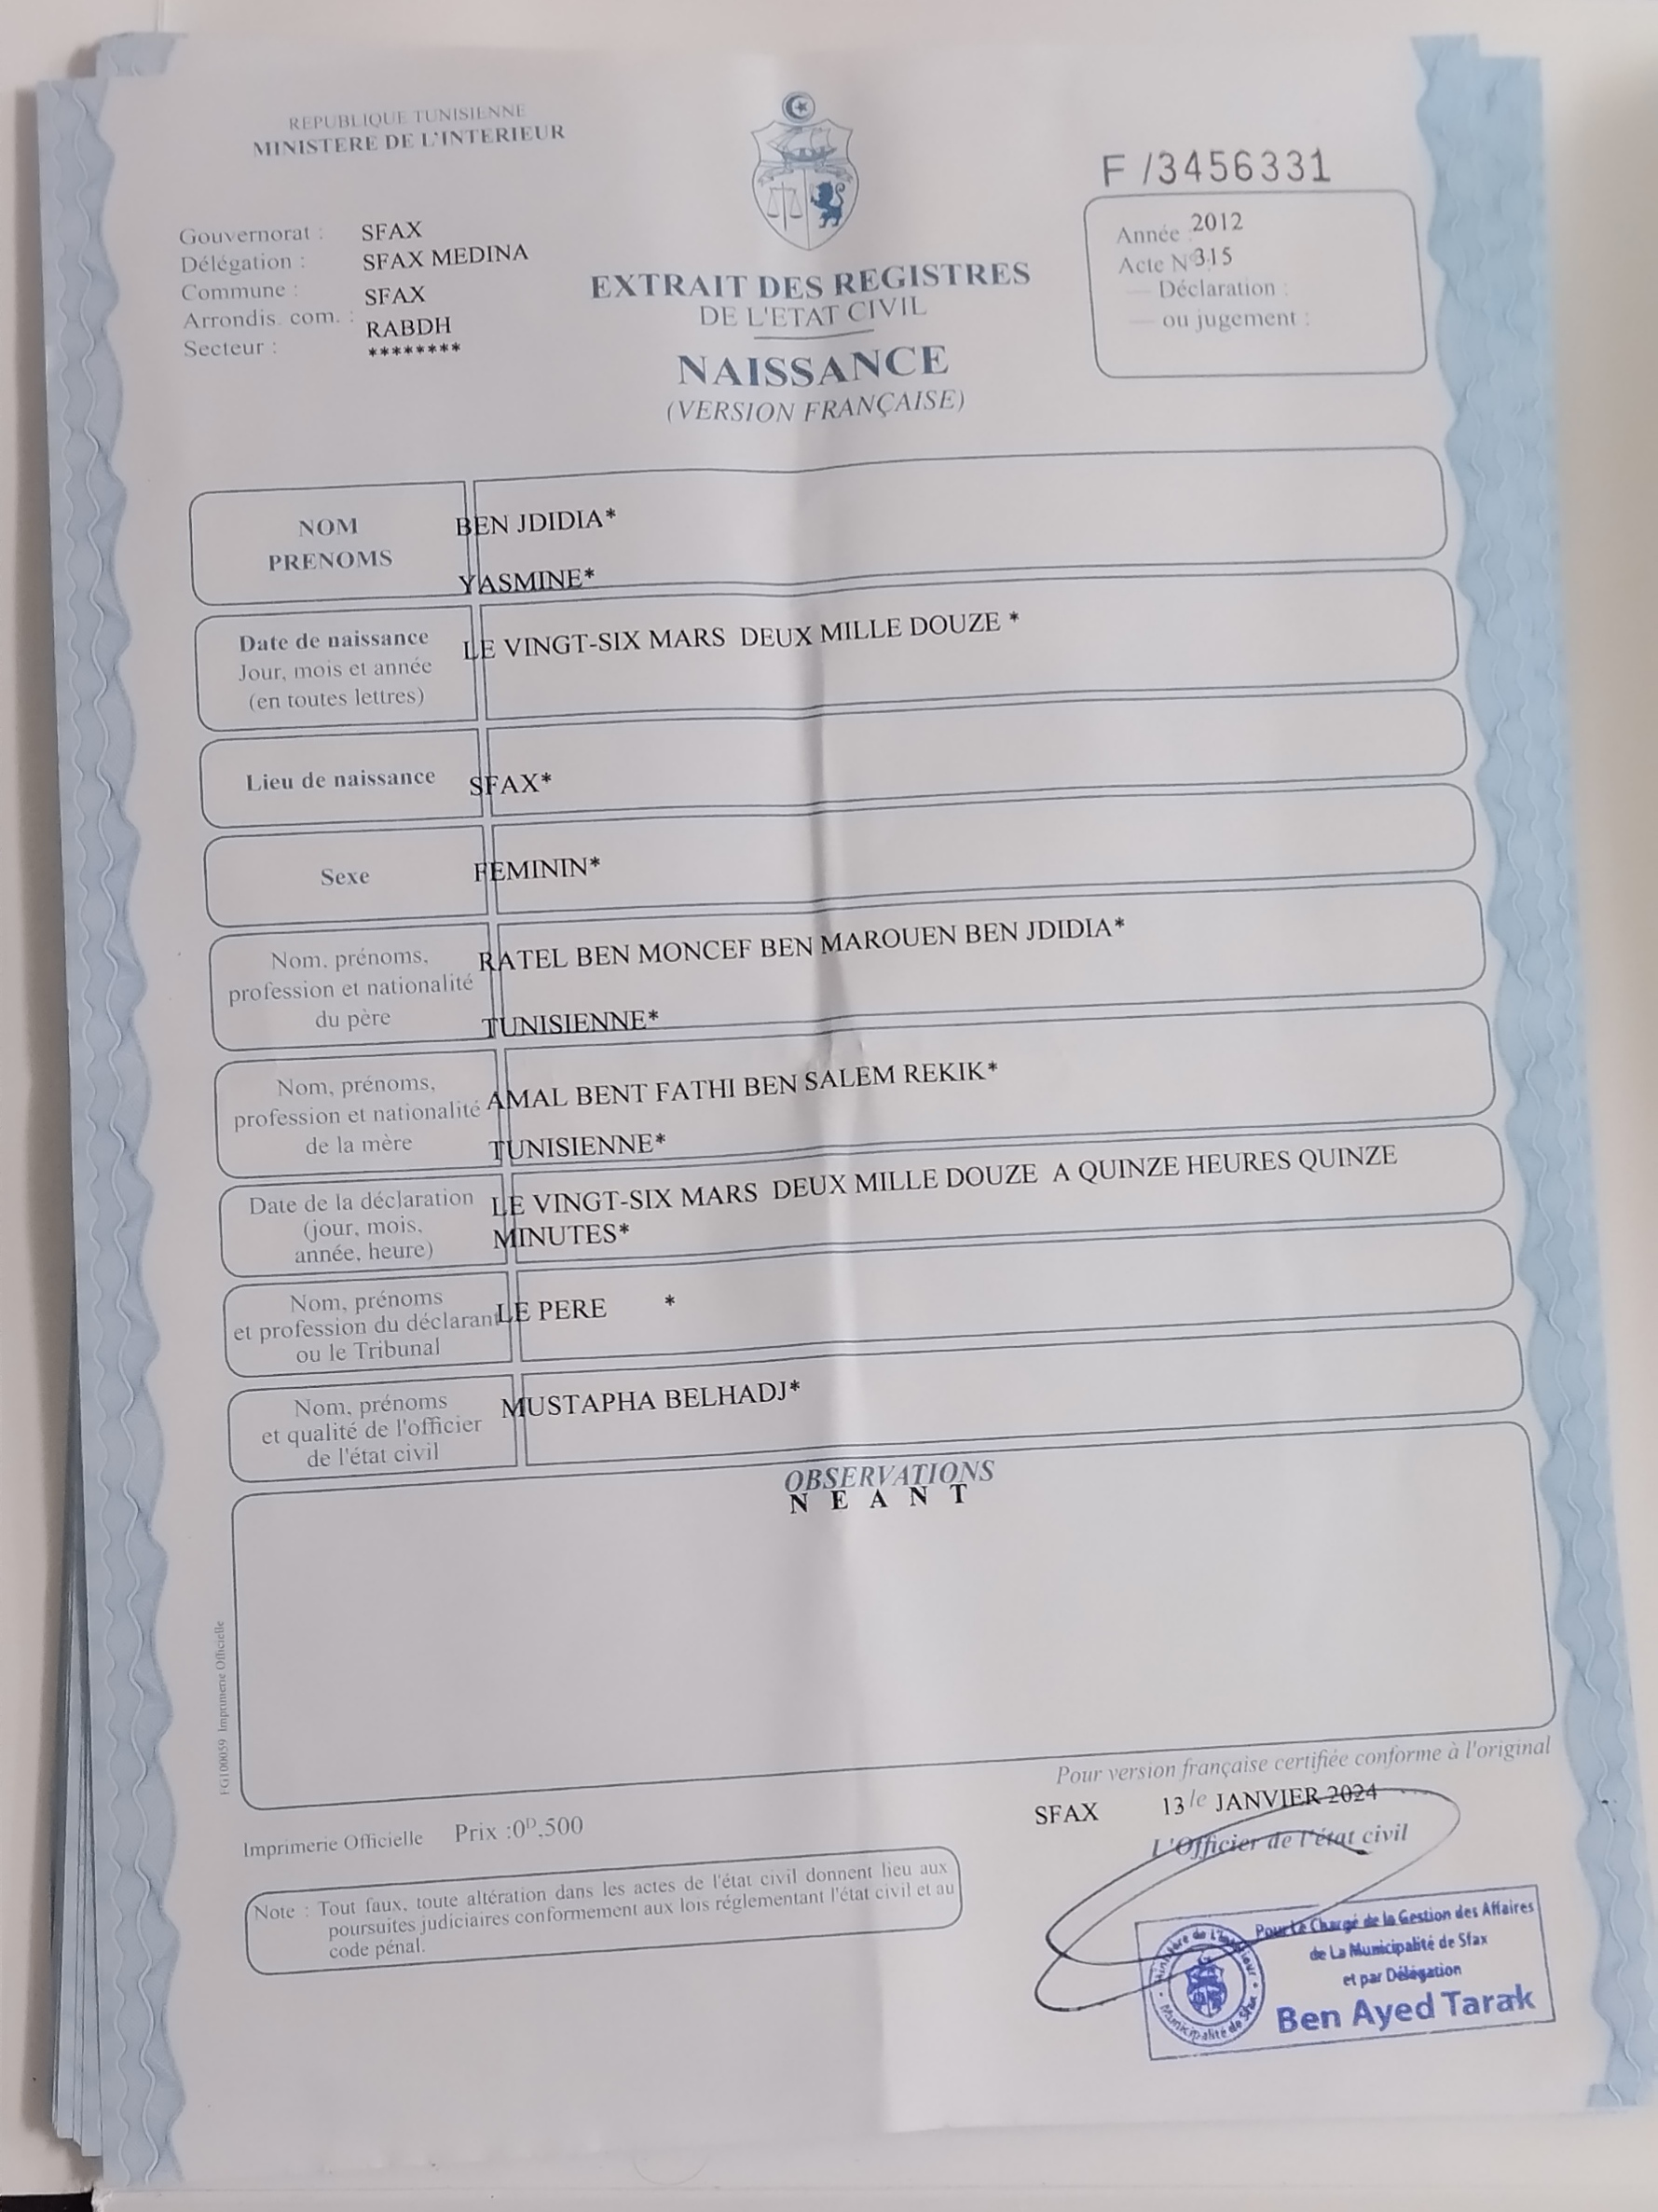 REPUBLIQUE TUNISIENNE
MINISTERE DE L'INTERIEUR
F /3456331
Gouvernorat : SFAX
Délégation : SFAX MEDINA
Commune : SFAX
Arrondis. com. : RABDH
Secteur : ********
Année : 2012
Acte N° 315
— Déclaration :
— ou jugement :
EXTRAIT DES REGISTRES
DE L'ETAT CIVIL
NAISSANCE
(VERSION FRANÇAISE)
NOM BEN JDIDIA*
PRENOMS YASMINE*
Date de naissance
Jour, mois et année
(en toutes lettres)
LE VINGT-SIX MARS DEUX MILLE DOUZE *
Lieu de naissance SFAX*
Sexe FEMININ*
Nom, prénoms,
profession et nationalité
du père
RATEL BEN MONCEF BEN MAROUEN BEN JDIDIA*
TUNISIENNE*
Nom, prénoms,
profession et nationalité
de la mère
AMAL BENT FATHI BEN SALEM REKIK*
TUNISIENNE*
Date de la déclaration
(jour, mois,
année, heure)
LE VINGT-SIX MARS DEUX MILLE DOUZE A QUINZE HEURES QUINZE
MINUTES*
Nom, prénoms
et profession du déclarant
ou le Tribunal
LE PERE *
Nom, prénoms
et qualité de l'officier
de l'état civil
MUSTAPHA BELHADJ*
OBSERVATIONS
N E A N T
FG100059 Imprimerie Officielle
Pour version française certifiée conforme à l'original
SFAX 13 le JANVIER 2024
L'Officier de l'état civil
Imprimerie Officielle Prix :0ᴰ,500
Note : Tout faux, toute altération dans les actes de l'état civil donnent lieu aux
poursuites judiciaires conformement aux lois réglementant l'état civil et au
code pénal.
Pour Le Chargé de la Gestion des Affaires
de La Municipalité de Sfax
et par Délégation
Ben Ayed Tarak
Ministère de L'Intérieur
Municipalité de Sfax